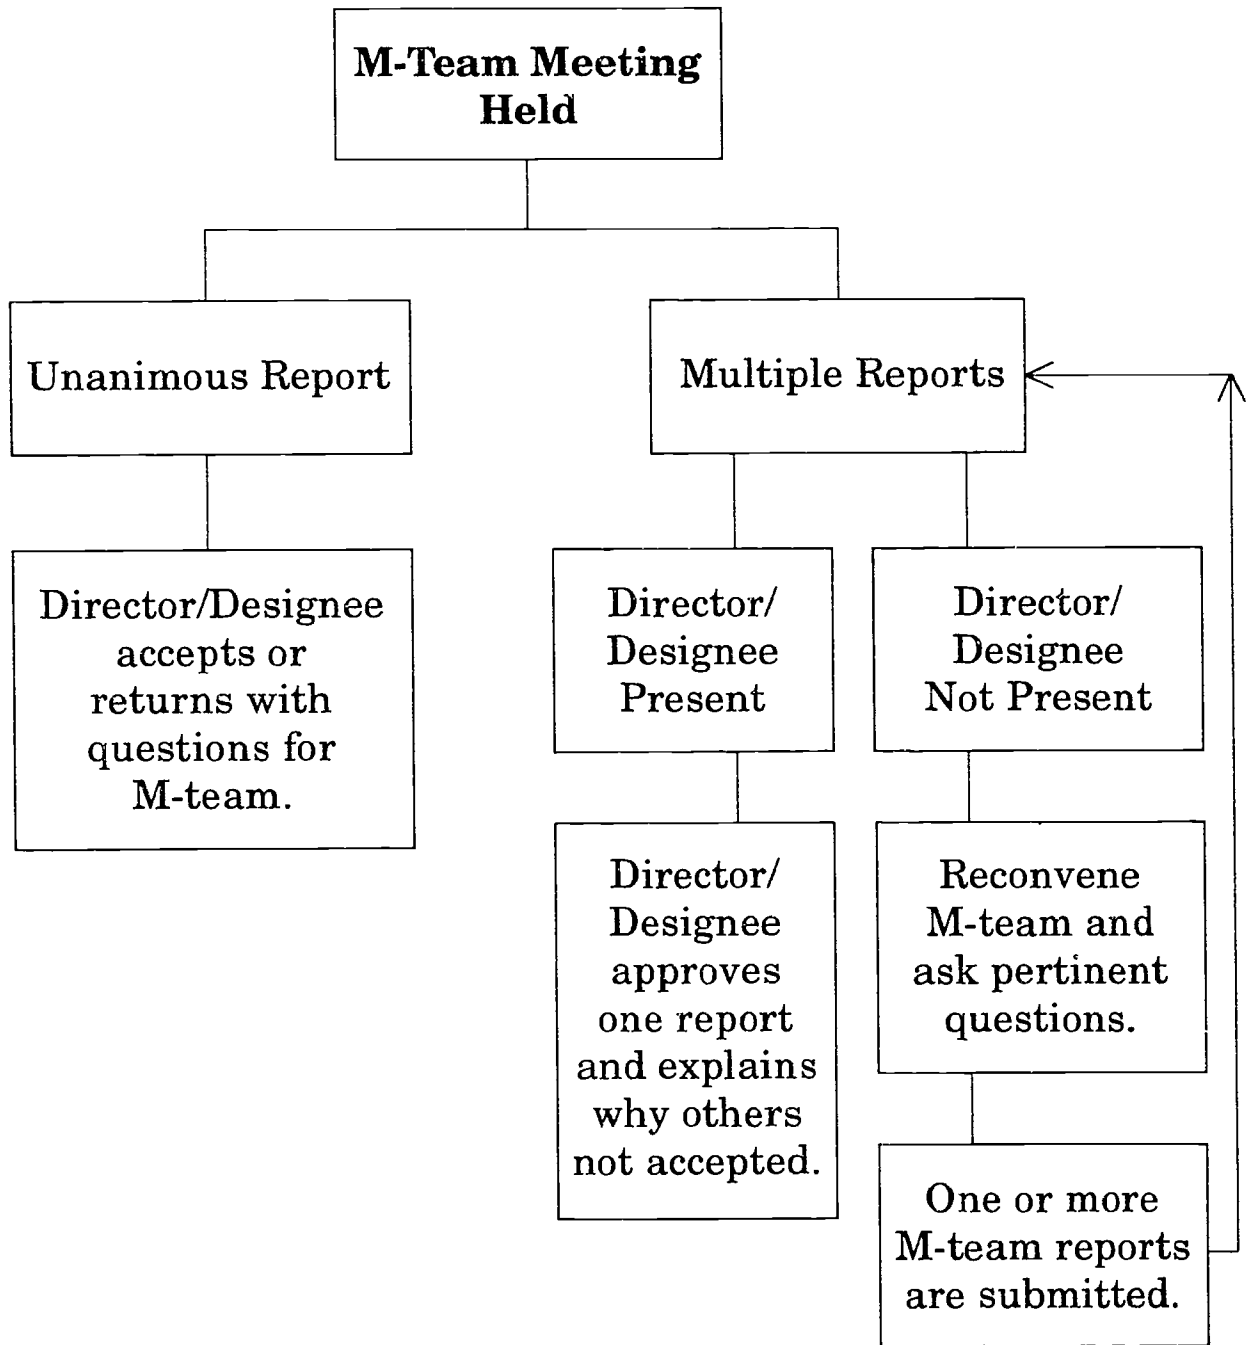 M-Team Meeting
Held
Unanimous Report
Multiple Reports
Director/Designee
accepts or
returns with
questions for
M-team.
Director/
Designee
Present
Director/
Designee
Not Present
Director/
Designee
approves
one report
and explains
why others
not accepted.
Reconvene
M-team and
ask pertinent
questions.
One or more
M-team reports
are submitted.